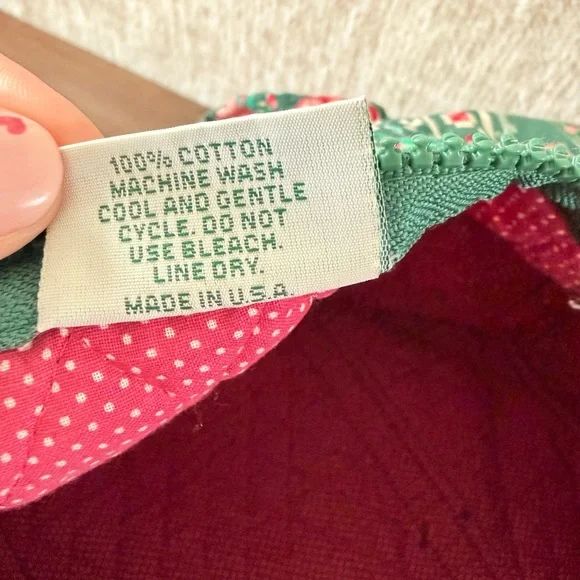 100% COTTON
MACHINE WASH
COOL AND GENTLE
CYCLE. DO NOT
USE BLEACH.
LINE DRY.
MADE IN U.S.A.